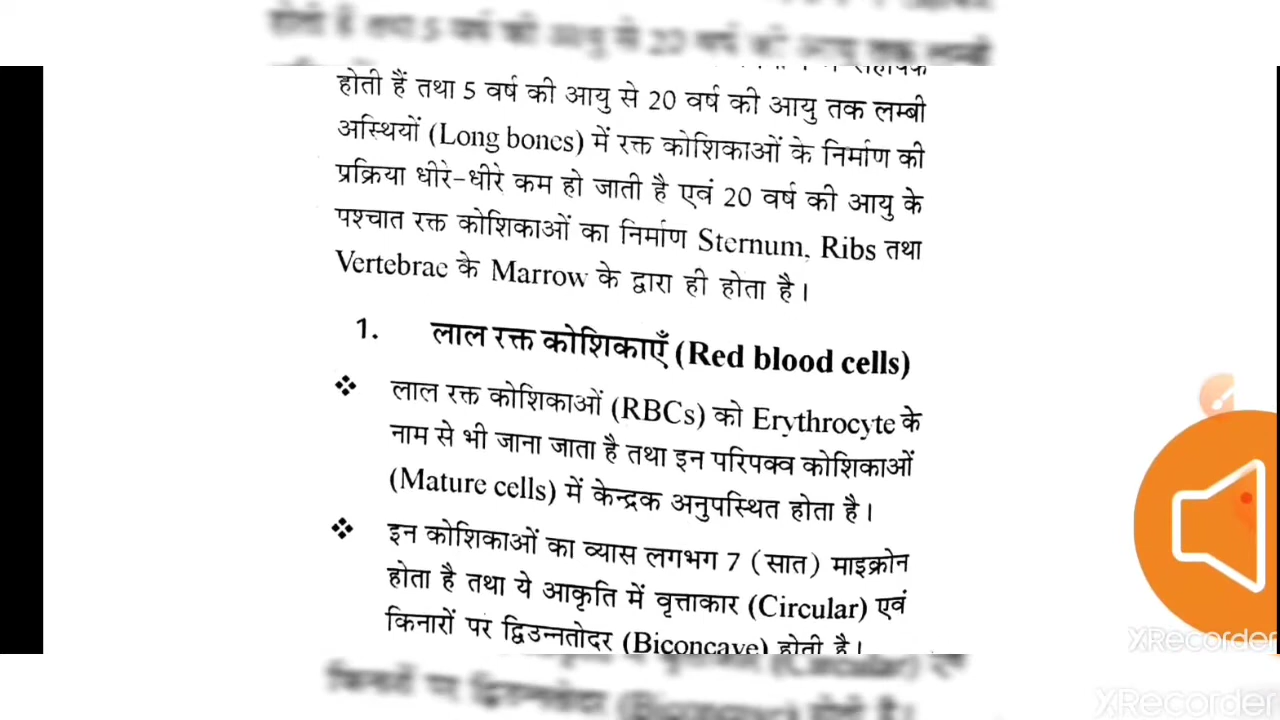 होती हैं तथा 5 वर्ष की आयु से 20 वर्ष की आयु तक लम्बी
अस्थियों (Long bones) में रक्त कोशिकाओं के निर्माण की
प्रक्रिया धीरे-धीरे कम हो जाती है एवं 20 वर्ष की आयु के
पश्चात रक्त कोशिकाओं का निर्माण Sternum, Ribs तथा
Vertebrae के Marrow के द्वारा ही होता है।
1. लाल रक्त कोशिकाएँ (Red blood cells)
❖ लाल रक्त कोशिकाओं (RBCs) को Erythrocyte के
नाम से भी जाना जाता है तथा इन परिपक्व कोशिकाओं
(Mature cells) में केन्द्रक अनुपस्थित होता है।
❖ इन कोशिकाओं का व्यास लगभग 7 (सात) माइक्रोन
होता है तथा ये आकृति में वृत्ताकार (Circular) एवं
किनारों पर द्विउन्नतोदर (Biconcave) होती है।
XRecorder
XRecorder